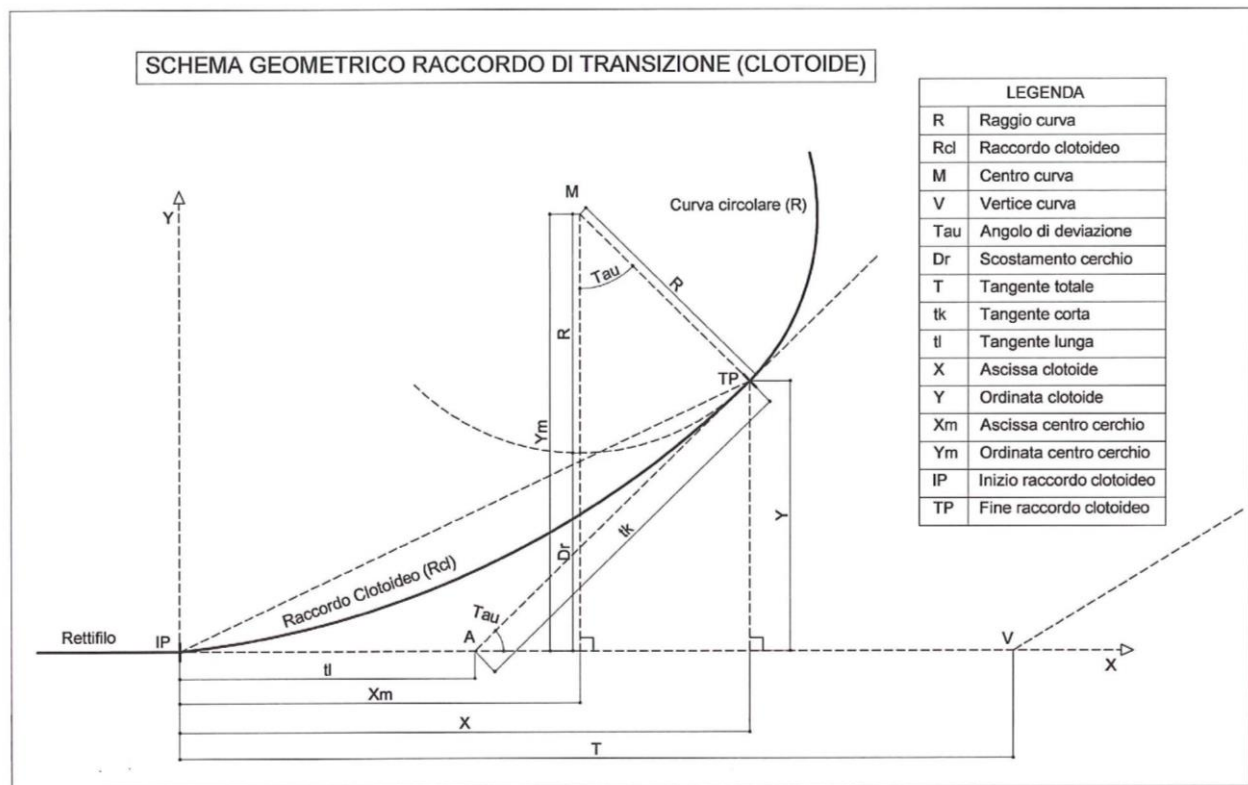 SCHEMA GEOMETRICO RACCORDO DI TRANSIZIONE (CLOTOIDE)
LEGENDA
R Raggio curva
Rcl Raccordo clotoideo
M Centro curva
V Vertice curva
Tau Angolo di deviazione
Dr Scostamento cerchio
T Tangente totale
tk Tangente corta
tl Tangente lunga
X Ascissa clotoide
Y Ordinata clotoide
Xm Ascissa centro cerchio
Ym Ordinata centro cerchio
IP Inizio raccordo clotoideo
TP Fine raccordo clotoideo
Y
M
Curva circolare (R)
Tau
R
R
TP
Ym
Y
tk
Dr
Raccordo Clotoideo (Rcl)
Tau
Rettifilo
IP
A
V
X
tl
Xm
X
T